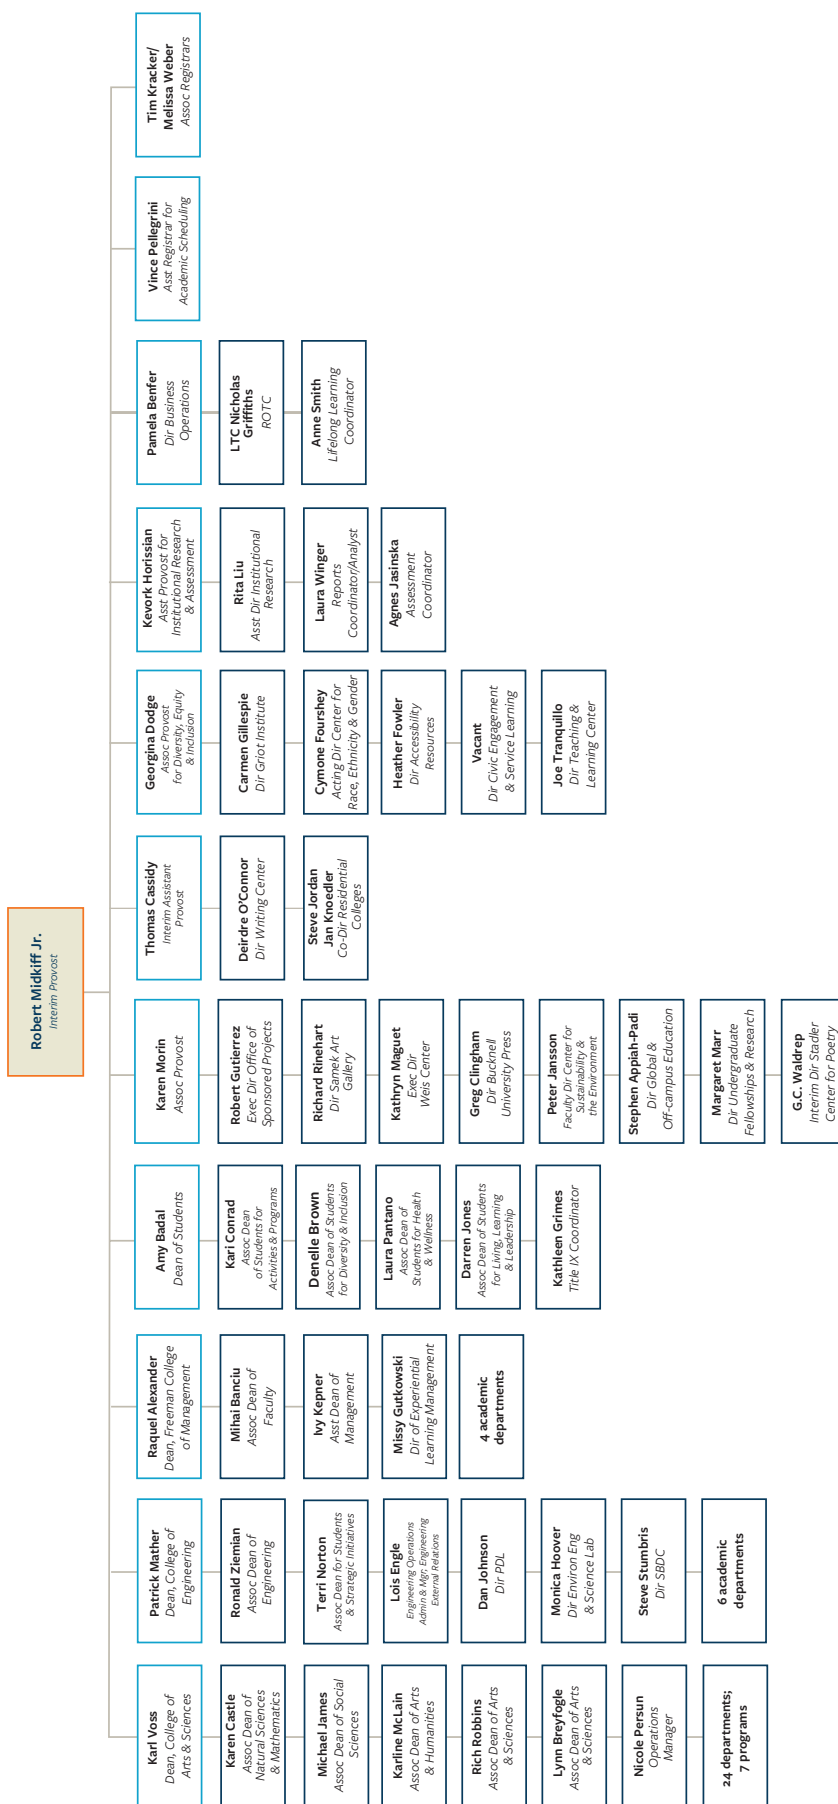 Robert Midkiff Jr.
Interim Provost
Karl Voss
Dean, College of
Arts & Sciences
Karen Castle
Assoc Dean of
Natural Sciences
& Mathematics
Michael James
Assoc Dean of Social
Sciences
Karline McLain
Assoc Dean of Arts
& Humanities
Rich Robbins
Assoc Dean of Arts
& Sciences
Lynn Breyfogle
Assoc Dean of Arts
& Sciences
Nicole Persun
Operations
Manager
24 departments;
7 programs
Patrick Mather
Dean, College of
Engineering
Ronald Ziemian
Assoc Dean of
Engineering
Terri Norton
Assoc Dean for Students
& Strategic Initiatives
Lois Engle
Engineering Operations
Admin & Mgr; Engineering
External Relations
Dan Johnson
Dir PDL
Monica Hoover
Dir Environ Eng
& Science Lab
Steve Stumbris
Dir SBDC
6 academic
departments
Raquel Alexander
Dean, Freeman College
of Management
Mihai Banciu
Assoc Dean of
Faculty
Ivy Kepner
Asst Dean of
Management
Missy Gutkowski
Dir of Experiential
Learning Management
4 academic
departments
Amy Badal
Dean of Students
Kari Conrad
Assoc Dean
of Students for
Activities & Programs
Denelle Brown
Assoc Dean of Students
for Diversity & Inclusion
Laura Pantano
Assoc Dean of
Students for Health
& Wellness
Darren Jones
Assoc Dean of Students
for Living, Learning
& Leadership
Kathleen Grimes
Title IX Coordinator
Karen Morin
Assoc Provost
Robert Gutierrez
Exec Dir Office of
Sponsored Projects
Richard Rinehart
Dir Samek Art
Gallery
Kathryn Maguet
Exec Dir
Weis Center
Greg Clingham
Dir Bucknell
University Press
Peter Jansson
Faculty Dir Center for
Sustainability &
the Environment
Stephen Appiah-Padi
Dir Global &
Off-campus Education
Margaret Marr
Dir Undergraduate
Fellowships & Research
G.C. Waldrep
Interim Dir Stadler
Center for Poetry
Thomas Cassidy
Interim Assistant
Provost
Deirdre O'Connor
Dir Writing Center
Steve Jordan
Jan Knoedler
Co-Dir Residential
Colleges
Georgina Dodge
Assoc Provost
for Diversity, Equity
& Inclusion
Carmen Gillespie
Dir Griot Institute
Cymone Fourshey
Acting Dir Center for
Race, Ethnicity & Gender
Heather Fowler
Dir Accessibility
Resources
Vacant
Dir Civic Engagement
& Service Learning
Joe Tranquillo
Dir Teaching &
Learning Center
Kevork Horissian
Asst Provost for
Institutional Research
& Assessment
Rita Liu
Asst Dir Institutional
Research
Laura Winger
Reports
Coordinator/Analyst
Agnes Jasinska
Assessment
Coordinator
Pamela Benfer
Dir Business
Operations
LTC Nicholas
Griffiths
ROTC
Anne Smith
Lifelong Learning
Coordinator
Vince Pellegrini
Asst Registrar for
Academic Scheduling
Tim Kracker/
Melissa Weber
Assoc Registrars